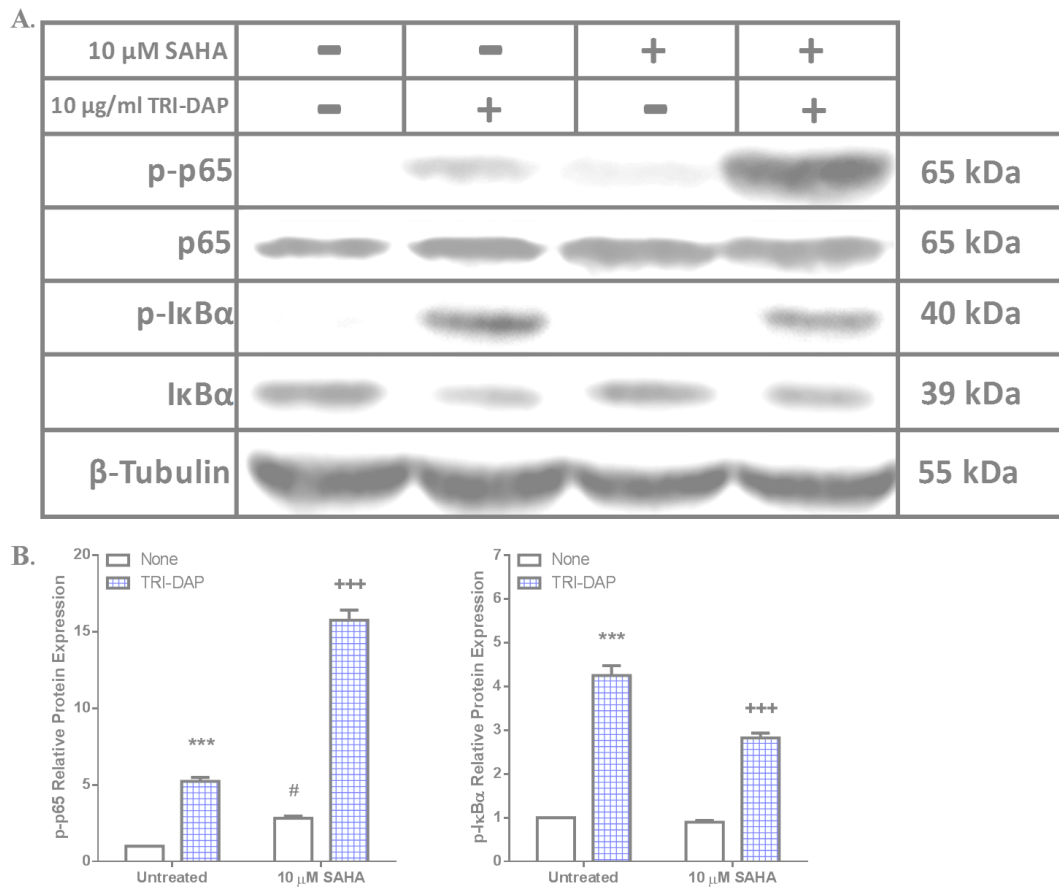 A.
10 µM SAHA - - + +
10 µg/ml TRI-DAP - + - +
p-p65 65 kDa
p65 65 kDa
p-IκBα 40 kDa
IκBα 39 kDa
β-Tubulin 55 kDa
B.
p-p65 Relative Protein Expression
20
15
10
5
0
None
TRI-DAP
***
#
+++
Untreated
10 µM SAHA
p-IκBα Relative Protein Expression
7
6
5
4
3
2
1
0
None
TRI-DAP
***
+++
Untreated
10 µM SAHA